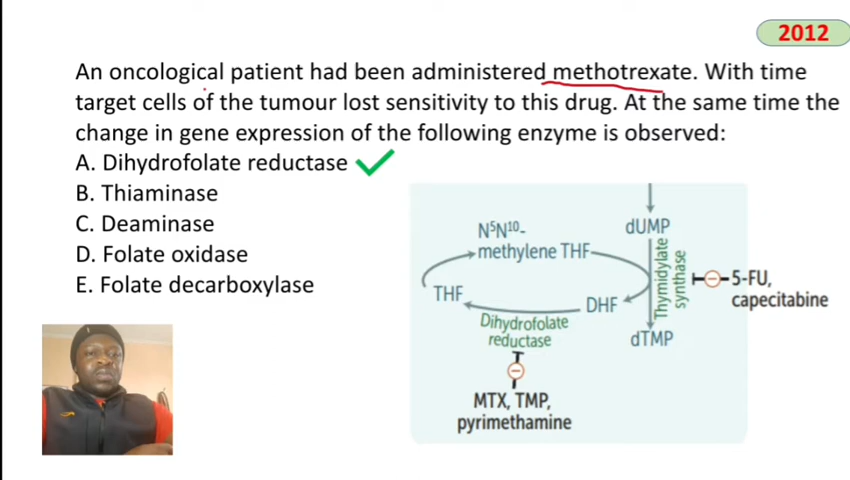 2012
An oncological patient had been administered methotrexate. With time
target cells of the tumour lost sensitivity to this drug. At the same time the
change in gene expression of the following enzyme is observed:
A. Dihydrofolate reductase
B. Thiaminase
C. Deaminase
D. Folate oxidase
E. Folate decarboxylase
N⁵N¹⁰-
methylene THF
dUMP
Thymidylate
synthase
5-FU,
capecitabine
THF
DHF
Dihydrofolate
reductase
dTMP
MTX, TMP,
pyrimethamine